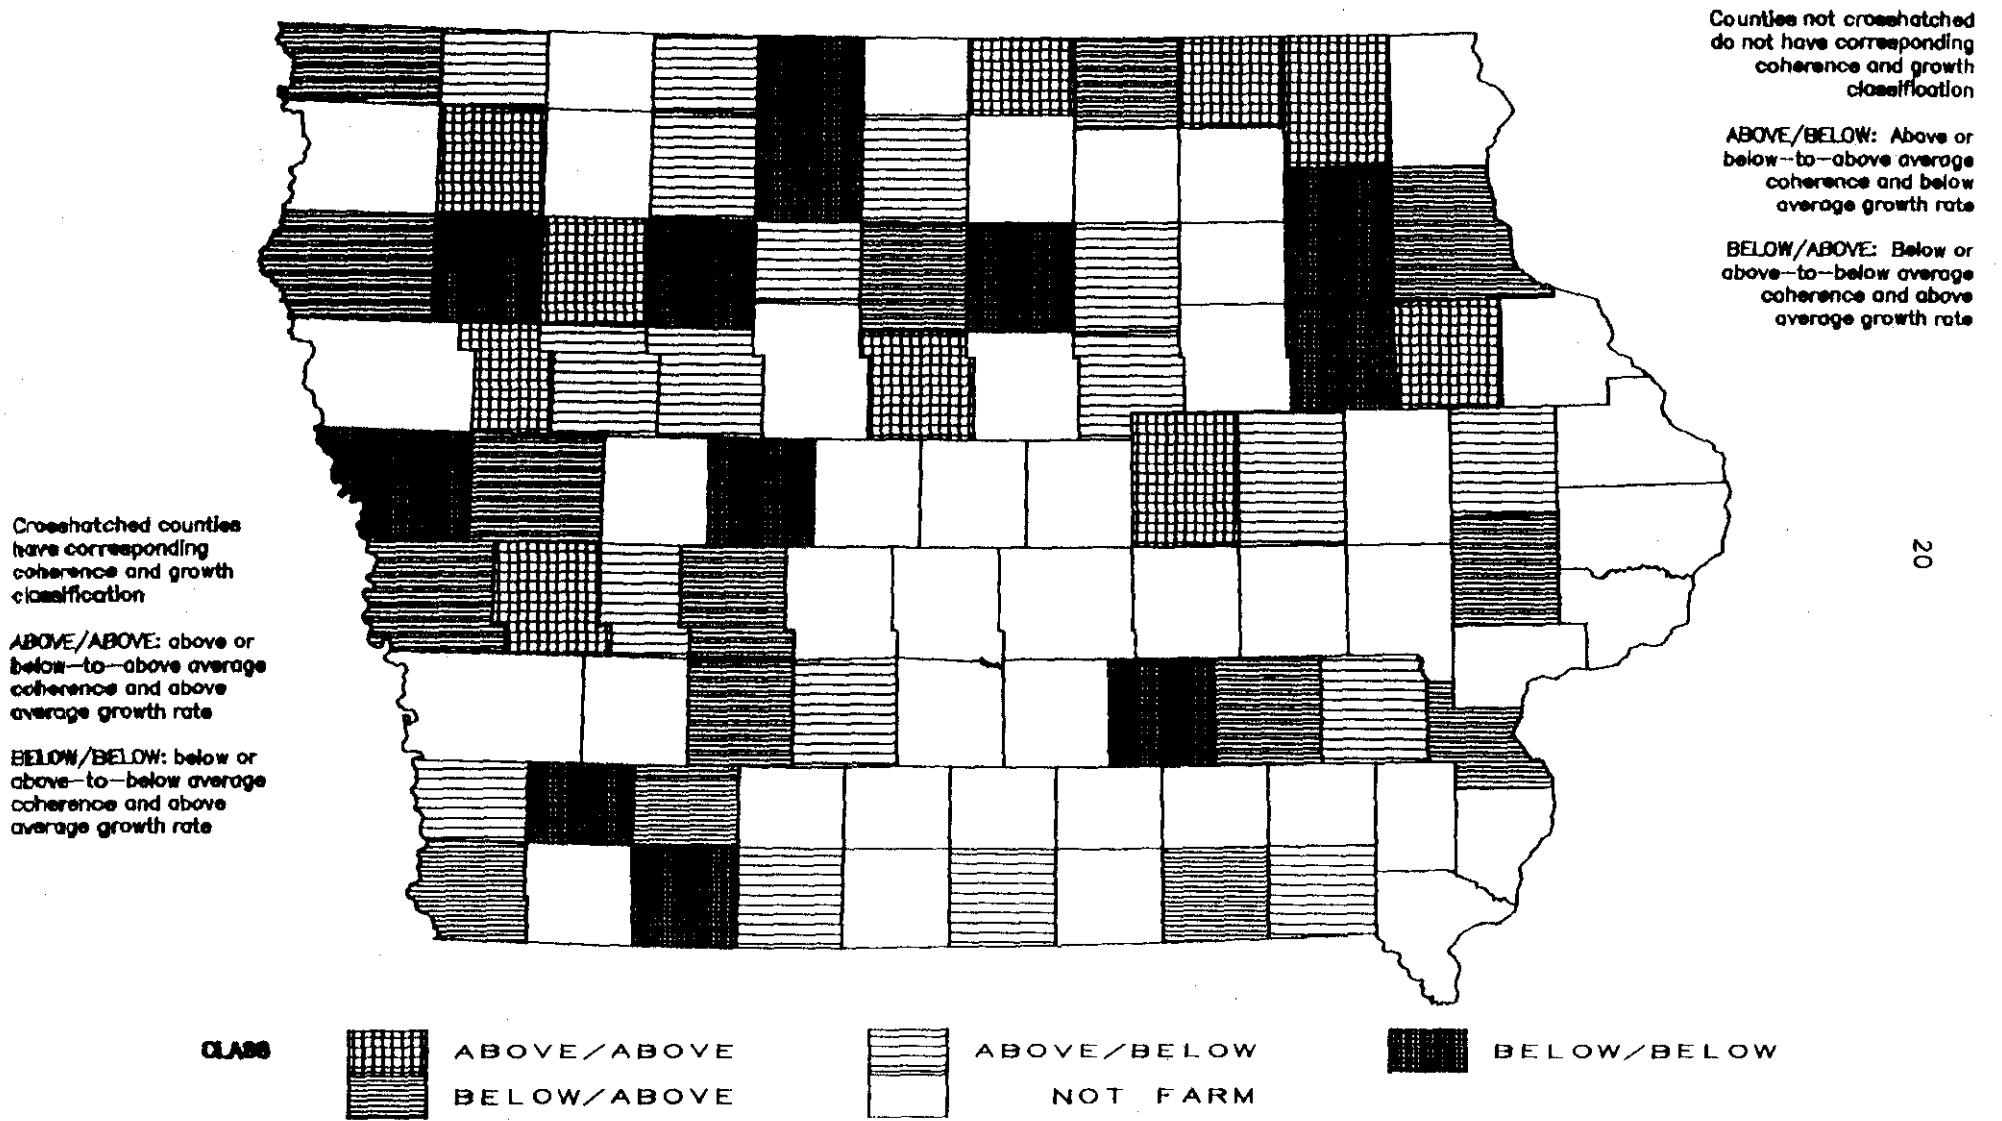 Counties not crosshatched
do not have corresponding
coherence and growth
classification
ABOVE/BELOW: Above or
below-to-above average
coherence and below
average growth rate
BELOW/ABOVE: Below or
above-to-below average
coherence and above
average growth rate
Crosshatched counties
have corresponding
coherence and growth
classification
ABOVE/ABOVE: above or
below-to-above average
coherence and above
average growth rate
BELOW/BELOW: below or
above-to-below average
coherence and above
average growth rate
20
CLASS
ABOVE/ABOVE
ABOVE/BELOW
BELOW/BELOW
BELOW/ABOVE
NOT FARM